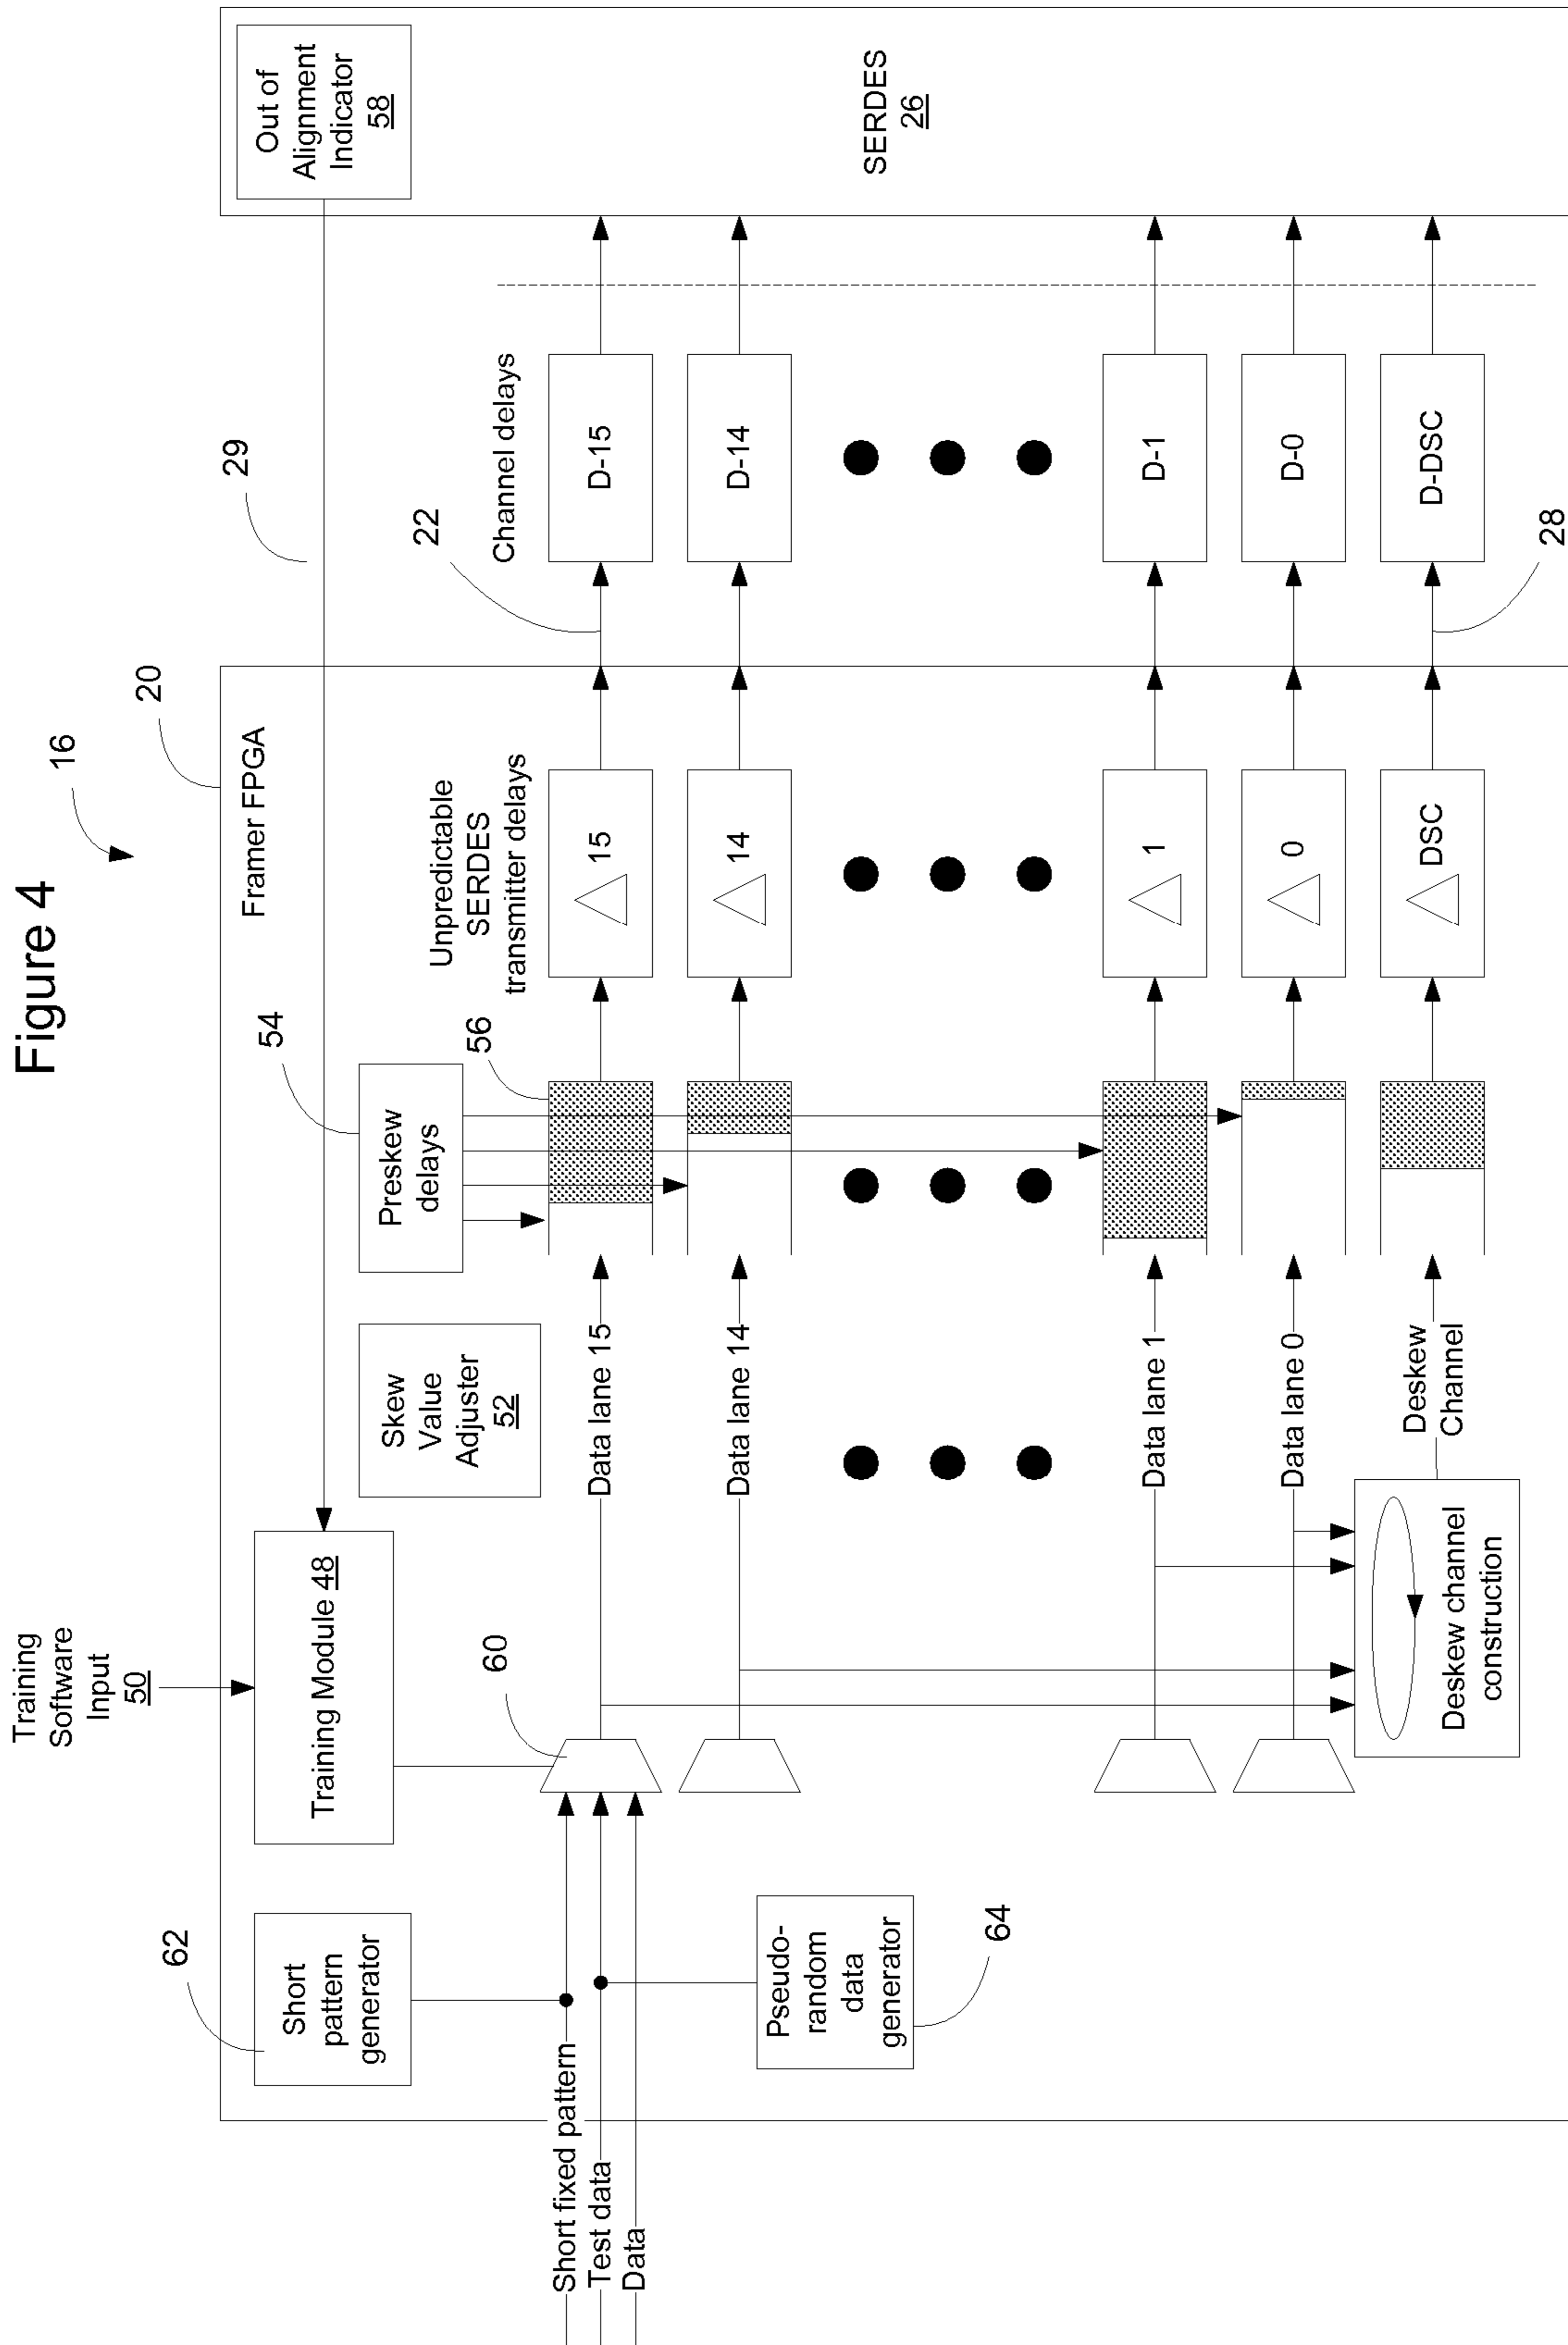 Figure 4
16
20
29
Training
Software
Input
50
Framer FPGA
Out of
Alignment
Indicator
58
62
Short
pattern
generator
Training Module 48
Skew
Value
Adjuster
52
54
Preskew
delays
56
Unpredictable
SERDES
transmitter delays
22
Channel delays
SERDES
26
60
Short fixed pattern
Test data
Data
Pseudo-
random
data
generator
64
Data lane 15
△ 15
D-15
Data lane 14
△ 14
D-14
Data lane 1
△ 1
D-1
Data lane 0
△ 0
D-0
Deskew channel
construction
Deskew
Channel
△ DSC
D-DSC
28